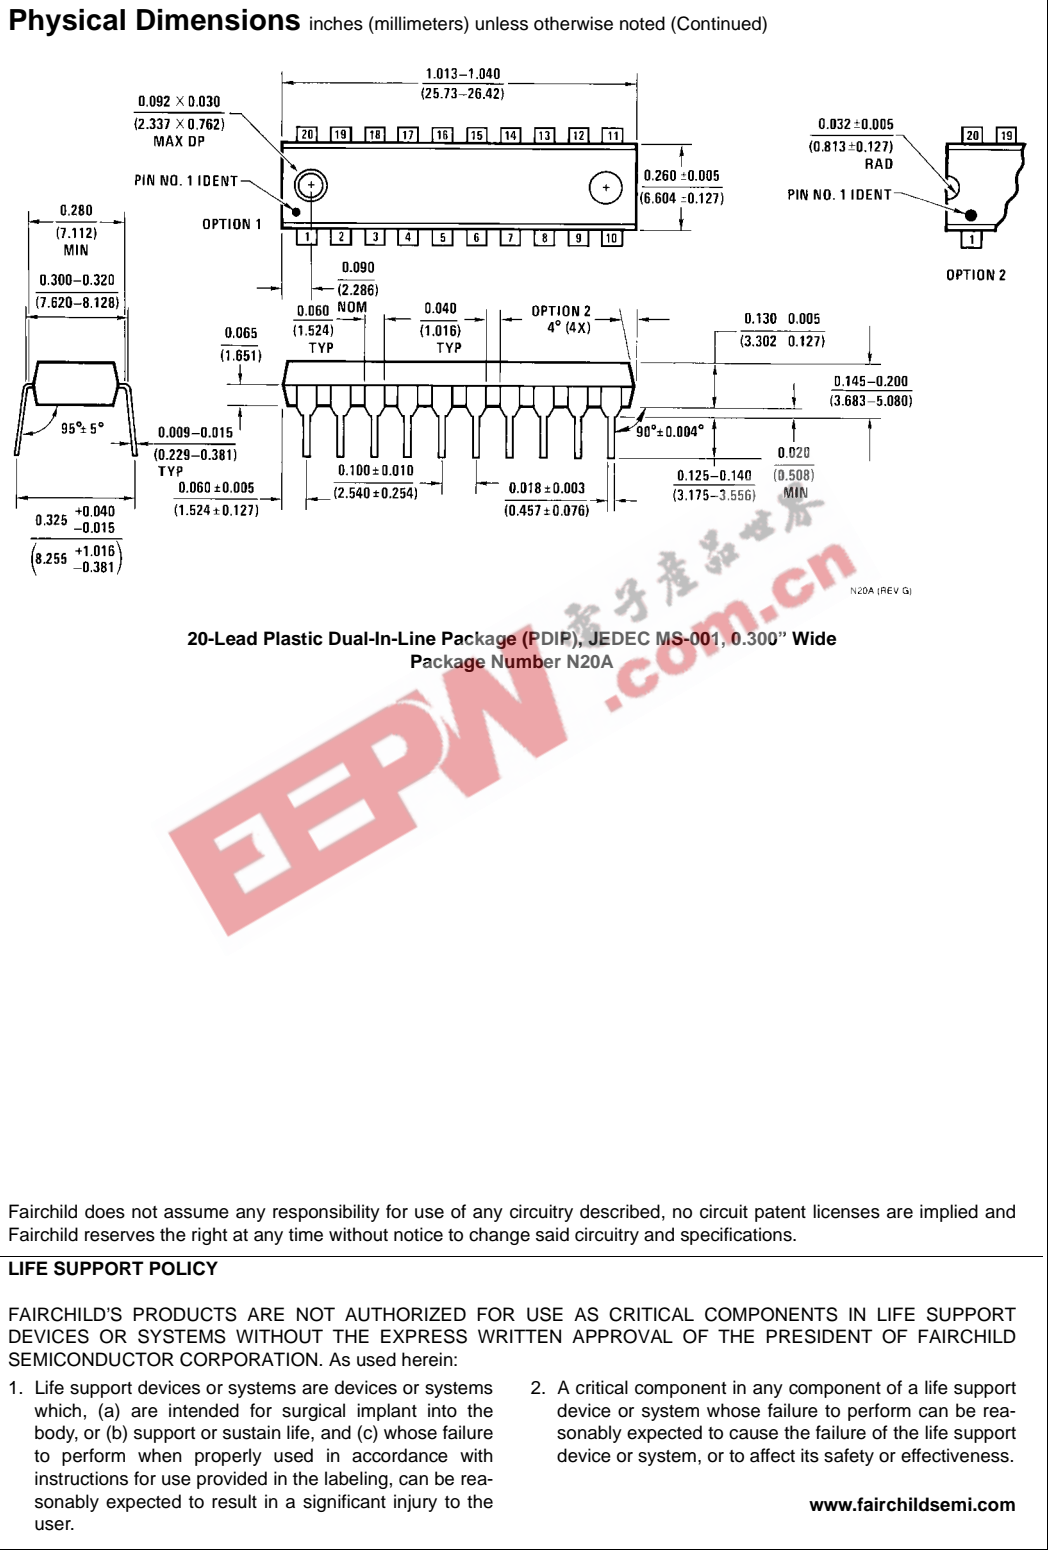 Physical Dimensions inches (millimeters) unless otherwise noted (Continued)
1.013–1.040
(25.73–26.42)
0.092 × 0.030
(2.337 × 0.762)
MAX DP
20 19 18 17 16 15 14 13 12 11
0.032 ±0.005
(0.813 ±0.127)
RAD
20 19
PIN NO. 1 IDENT
0.260 ±0.005
(6.604 ±0.127)
PIN NO. 1 IDENT
OPTION 1
1 2 3 4 5 6 7 8 9 10
1
OPTION 2
0.280
(7.112)
MIN
0.300–0.320
(7.620–8.128)
0.090
(2.286)
NOM
0.060
(1.524)
TYP
0.040
(1.016)
TYP
OPTION 2
4° (4X)
0.065
(1.651)
0.130 0.005
(3.302 0.127)
0.145–0.200
(3.683–5.080)
95°± 5°
0.009–0.015
(0.229–0.381)
TYP
90°±0.004°
0.020
(0.508)
MIN
0.100 ±0.010
(2.540 ±0.254)
0.125–0.140
(3.175–3.556)
0.060 ±0.005
(1.524 ±0.127)
0.018 ±0.003
(0.457 ±0.076)
0.325 +0.040
–0.015
(8.255 +1.016
–0.381)
N20A (REV G)
電子產品世界
EEPW.com.cn
20-Lead Plastic Dual-In-Line Package (PDIP), JEDEC MS-001, 0.300” Wide
Package Number N20A
Fairchild does not assume any responsibility for use of any circuitry described, no circuit patent licenses are implied and
Fairchild reserves the right at any time without notice to change said circuitry and specifications.
LIFE SUPPORT POLICY
FAIRCHILD’S PRODUCTS ARE NOT AUTHORIZED FOR USE AS CRITICAL COMPONENTS IN LIFE SUPPORT
DEVICES OR SYSTEMS WITHOUT THE EXPRESS WRITTEN APPROVAL OF THE PRESIDENT OF FAIRCHILD
SEMICONDUCTOR CORPORATION. As used herein:
1. Life support devices or systems are devices or systems
which, (a) are intended for surgical implant into the
body, or (b) support or sustain life, and (c) whose failure
to perform when properly used in accordance with
instructions for use provided in the labeling, can be rea-
sonably expected to result in a significant injury to the
user.
2. A critical component in any component of a life support
device or system whose failure to perform can be rea-
sonably expected to cause the failure of the life support
device or system, or to affect its safety or effectiveness.
www.fairchildsemi.com